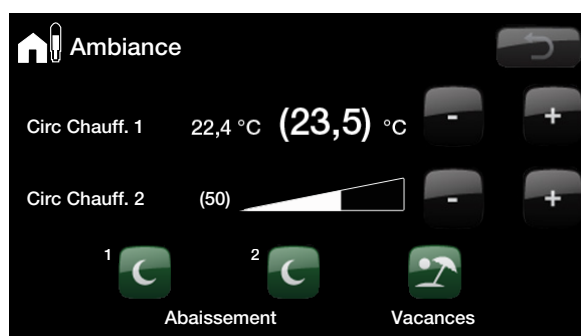 Ambiance
Circ Chauff. 1 22,4 °C (23,5) °C - +
Circ Chauff. 2 (50) - +
1 2
Abaissement Vacances